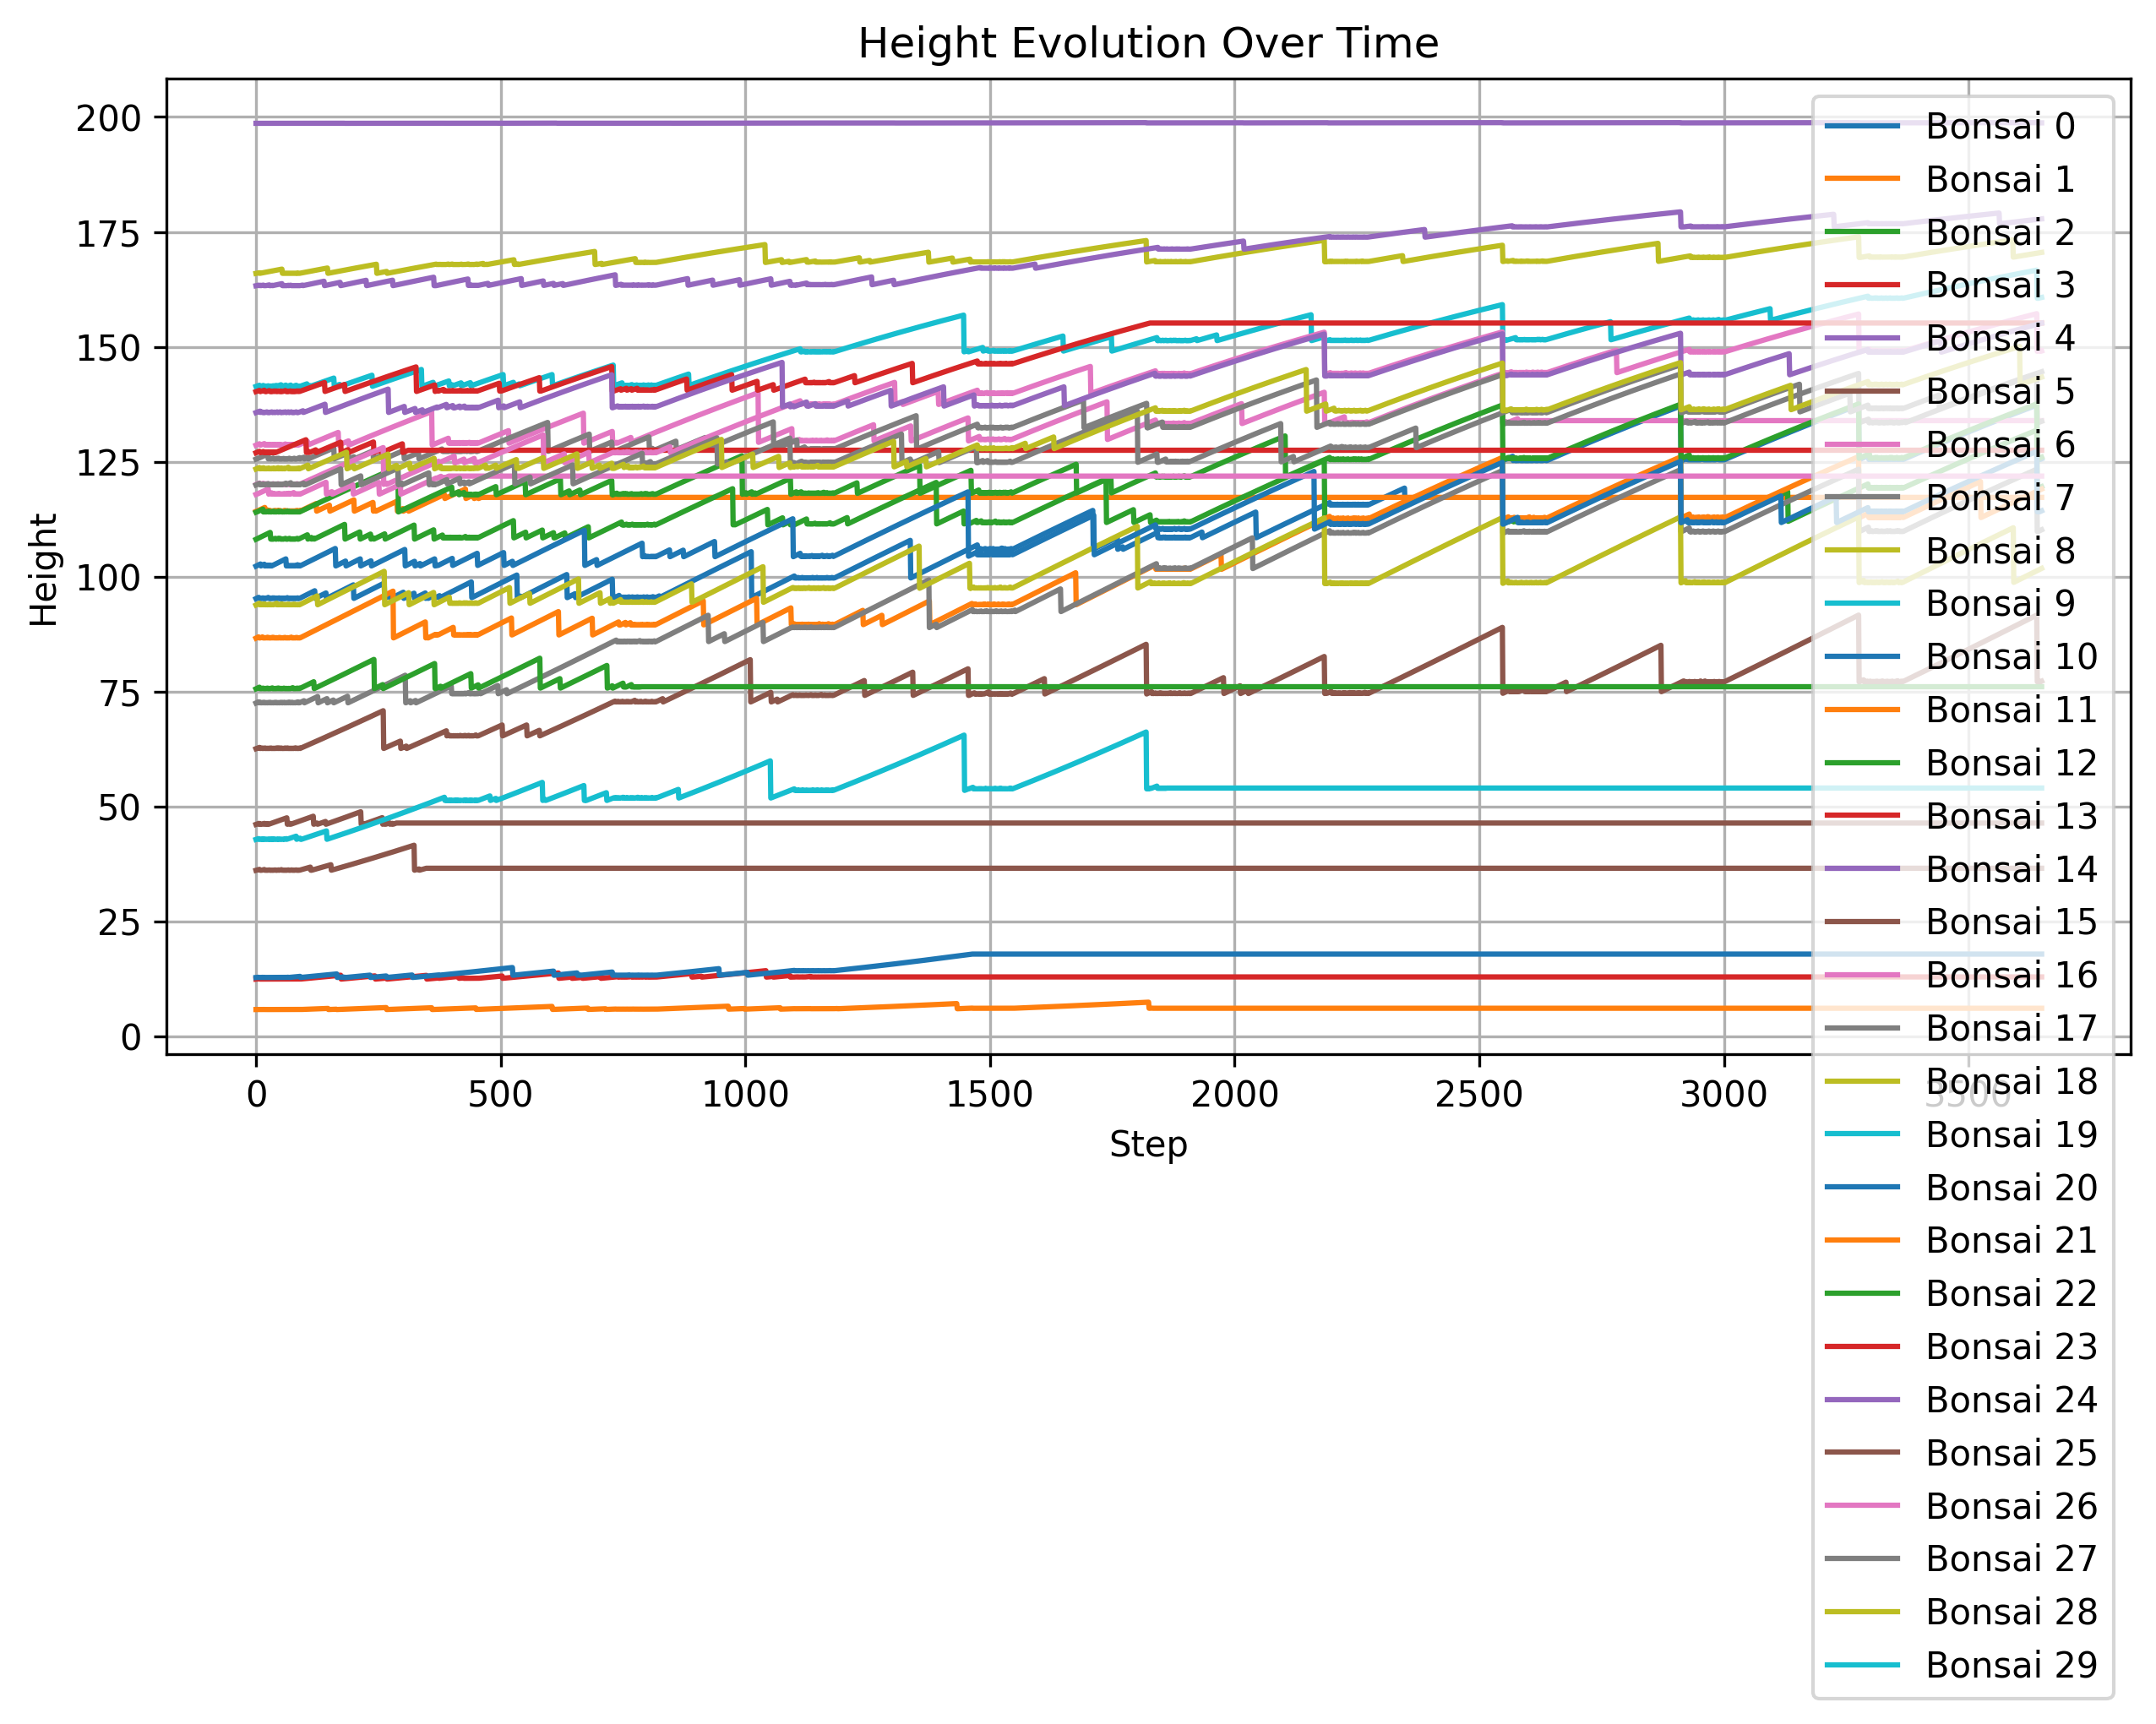 Height Evolution Over Time
Height
200
175
150
125
100
75
50
25
0
0
500
1000
1500
2000
2500
3000
3500
Step
Bonsai 0
Bonsai 1
Bonsai 2
Bonsai 3
Bonsai 4
Bonsai 5
Bonsai 6
Bonsai 7
Bonsai 8
Bonsai 9
Bonsai 10
Bonsai 11
Bonsai 12
Bonsai 13
Bonsai 14
Bonsai 15
Bonsai 16
Bonsai 17
Bonsai 18
Bonsai 19
Bonsai 20
Bonsai 21
Bonsai 22
Bonsai 23
Bonsai 24
Bonsai 25
Bonsai 26
Bonsai 27
Bonsai 28
Bonsai 29